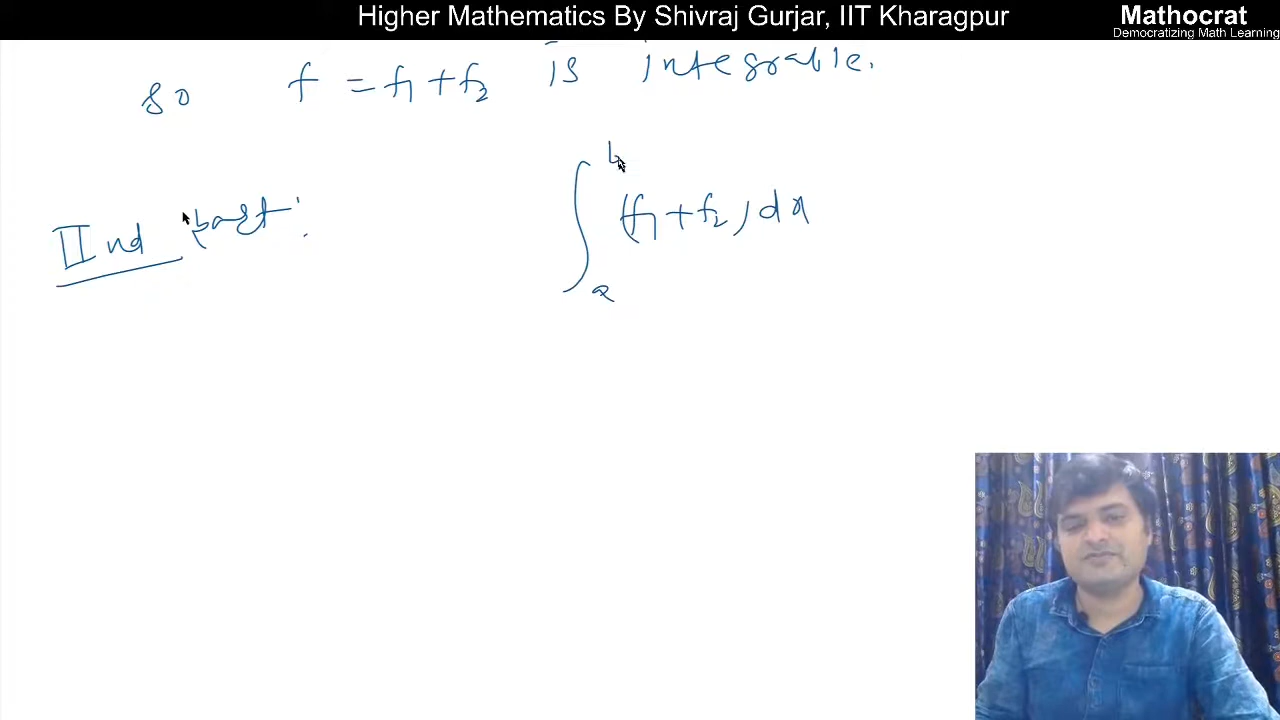 Higher Mathematics By Shivraj Gurjar, IIT Kharagpur
Mathocrat
Democratizing Math Learning
so f = f₁ + f₂ is integrable.
IInd part:
∫ₐᵇ (f₁ + f₂) dx